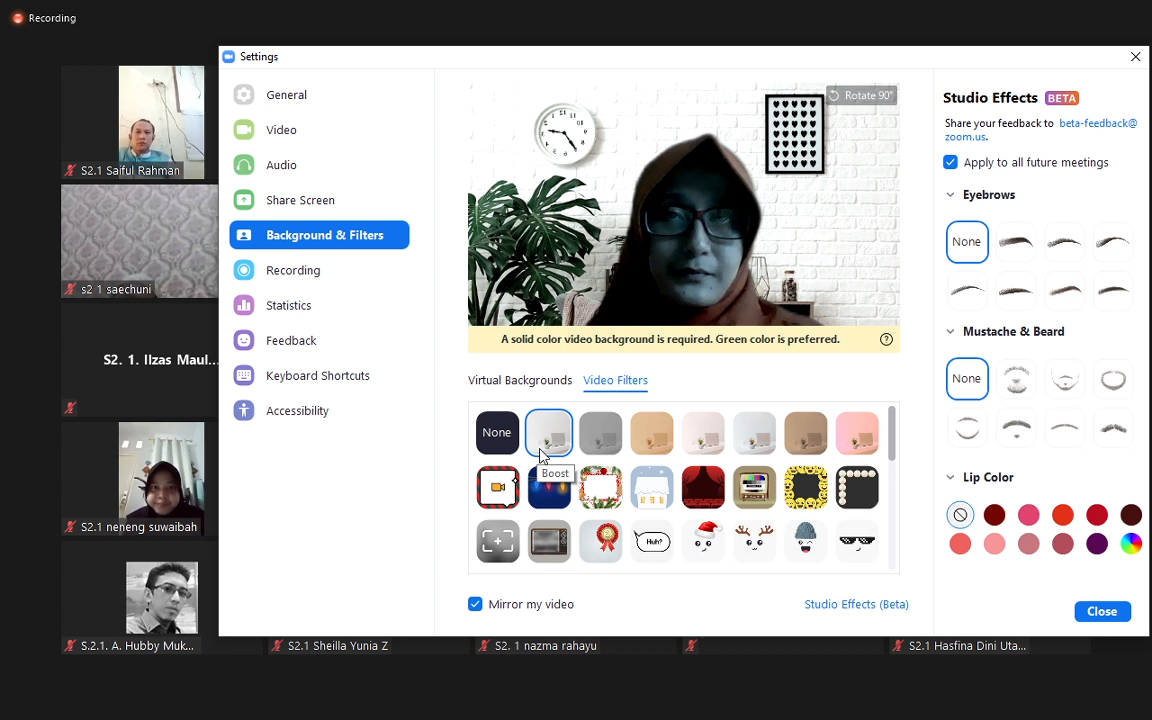 Recording
Settings
General
Video
Audio
Share Screen
Background & Filters
Recording
Statistics
Feedback
Keyboard Shortcuts
Accessibility
S2.1 Saiful Rahman
s2 1 saechuni
S2. 1. Ilzas Maul...
S2.1 neneng suwaibah
S.2.1. A. Hubby Muk...
S2.1 Sheilla Yunia Z
S2. 1 nazma rahayu
S2.1 Hasfina Dini Uta...
Rotate 90°
A solid color video background is required. Green color is preferred.
Virtual Backgrounds
Video Filters
None
Boost
Huh?
Mirror my video
Studio Effects (Beta)
Studio Effects BETA
Share your feedback to beta-feedback@
zoom.us.
Apply to all future meetings
Eyebrows
None
Mustache & Beard
None
Lip Color
Close